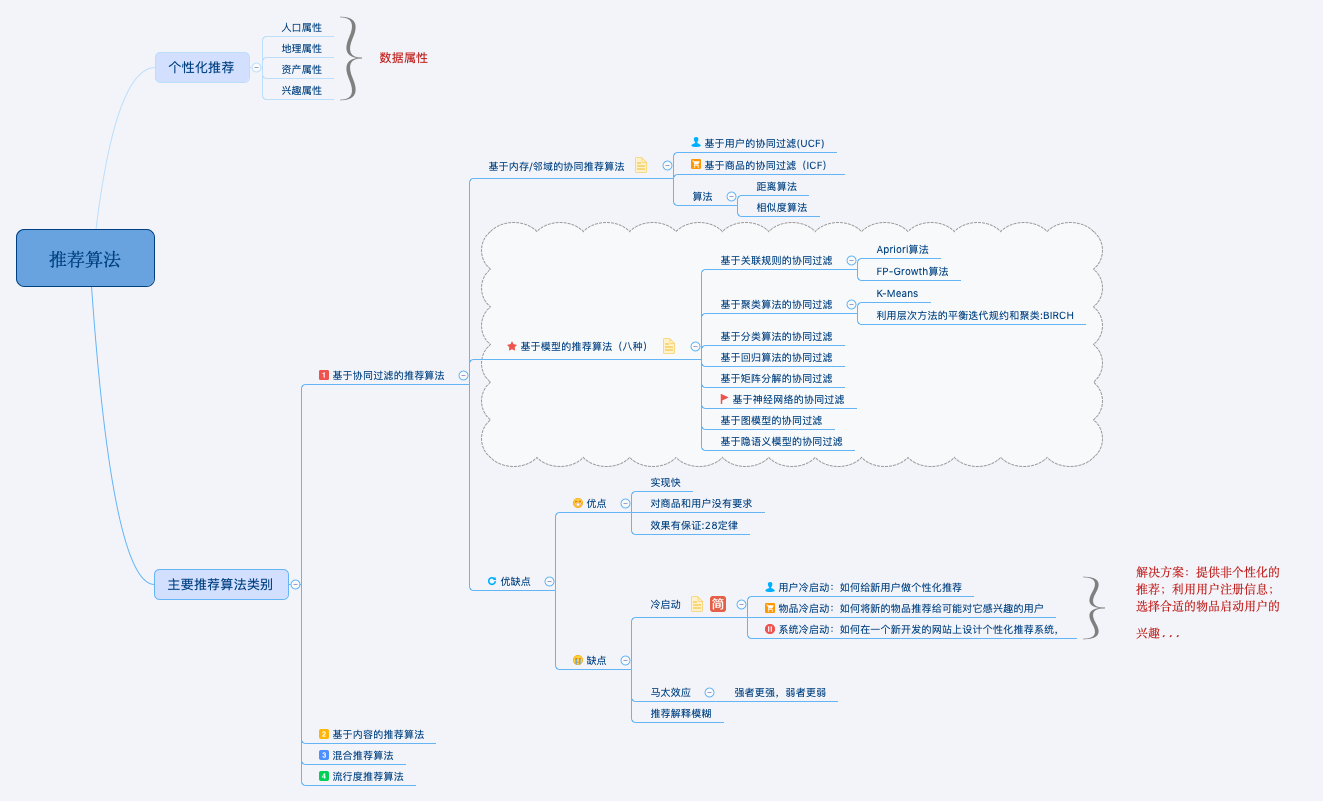 推荐算法
个性化推荐
人口属性
地理属性
资产属性
兴趣属性
数据属性
主要推荐算法类别
1 基于协同过滤的推荐算法
基于内存/邻域的协同推荐算法
基于用户的协同过滤(UCF)
基于商品的协同过滤（ICF）
算法
距离算法
相似度算法
基于模型的推荐算法（八种）
基于关联规则的协同过滤
Apriori算法
FP-Growth算法
基于聚类算法的协同过滤
K-Means
利用层次方法的平衡迭代规约和聚类:BIRCH
基于分类算法的协同过滤
基于回归算法的协同过滤
基于矩阵分解的协同过滤
基于神经网络的协同过滤
基于图模型的协同过滤
基于隐语义模型的协同过滤
优缺点
优点
实现快
对商品和用户没有要求
效果有保证:28定律
缺点
冷启动 简
用户冷启动：如何给新用户做个性化推荐
物品冷启动：如何将新的物品推荐给可能对它感兴趣的用户
系统冷启动：如何在一个新开发的网站上设计个性化推荐系统，
解决方案：提供非个性化的
推荐；利用用户注册信息；
选择合适的物品启动用户的
兴趣...
马太效应
强者更强，弱者更弱
推荐解释模糊
2 基于内容的推荐算法
3 混合推荐算法
4 流行度推荐算法